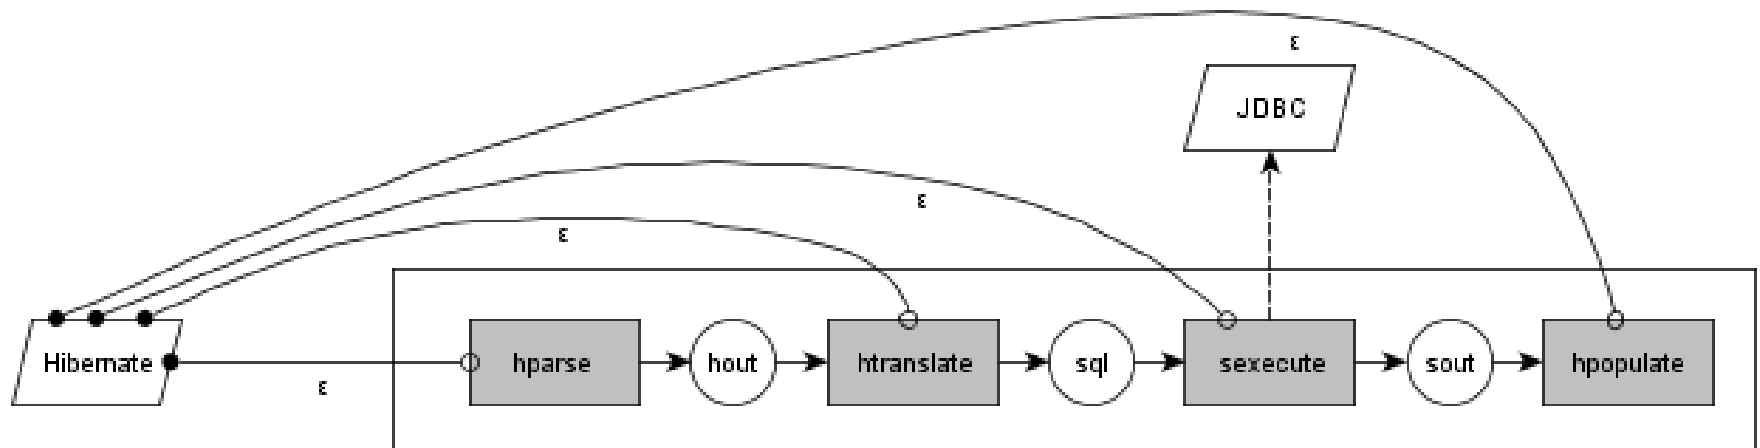 ε
JDBC
ε
ε
Hibernate
ε
hparse
hout
htranslate
sql
sexecute
sout
hpopulate